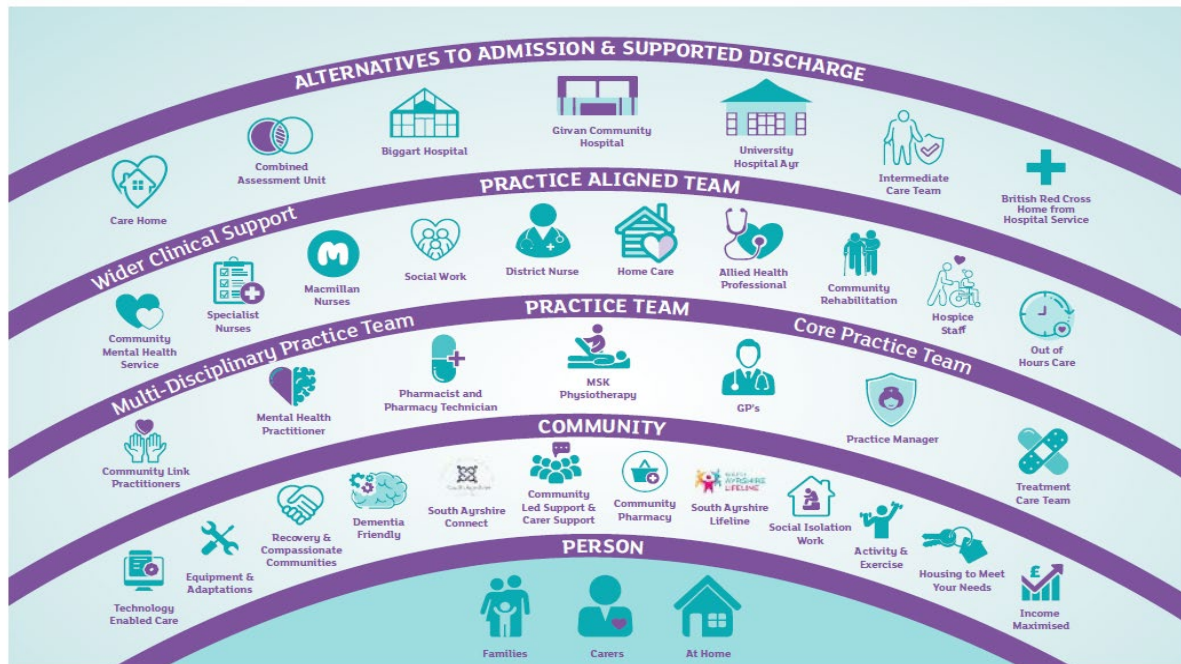 ALTERNATIVES TO ADMISSION & SUPPORTED DISCHARGE
Care Home
Combined
Assessment Unit
Biggart Hospital
Girvan Community
Hospital
University
Hospital Ayr
Intermediate
Care Team
British Red Cross
Home from
Hospital Service
PRACTICE ALIGNED TEAM
Wider Clinical Support
Community
Mental Health
Service
Specialist
Nurses
M
Macmillan
Nurses
Social Work
District Nurse
Home Care
Allied Health
Professional
Community
Rehabilitation
Hospice
Staff
Out of
Hours Care
PRACTICE TEAM
Multi-Disciplinary Practice Team
Core Practice Team
Community Link
Practitioners
Mental Health
Practitioner
Pharmacist and
Pharmacy Technician
MSK
Physiotherapy
GP's
Practice Manager
Treatment
Care Team
COMMUNITY
Technology
Enabled Care
Equipment &
Adaptations
Recovery &
Compassionate
Communities
Dementia
Friendly
South Ayrshire
Connect
Community
Led Support &
Carer Support
Community
Pharmacy
SOUTH
AYRSHIRE
LIFELINE
South Ayrshire
Lifeline
Social Isolation
Work
Activity &
Exercise
Housing to Meet
Your Needs
£
Income
Maximised
PERSON
Families
Carers
At Home